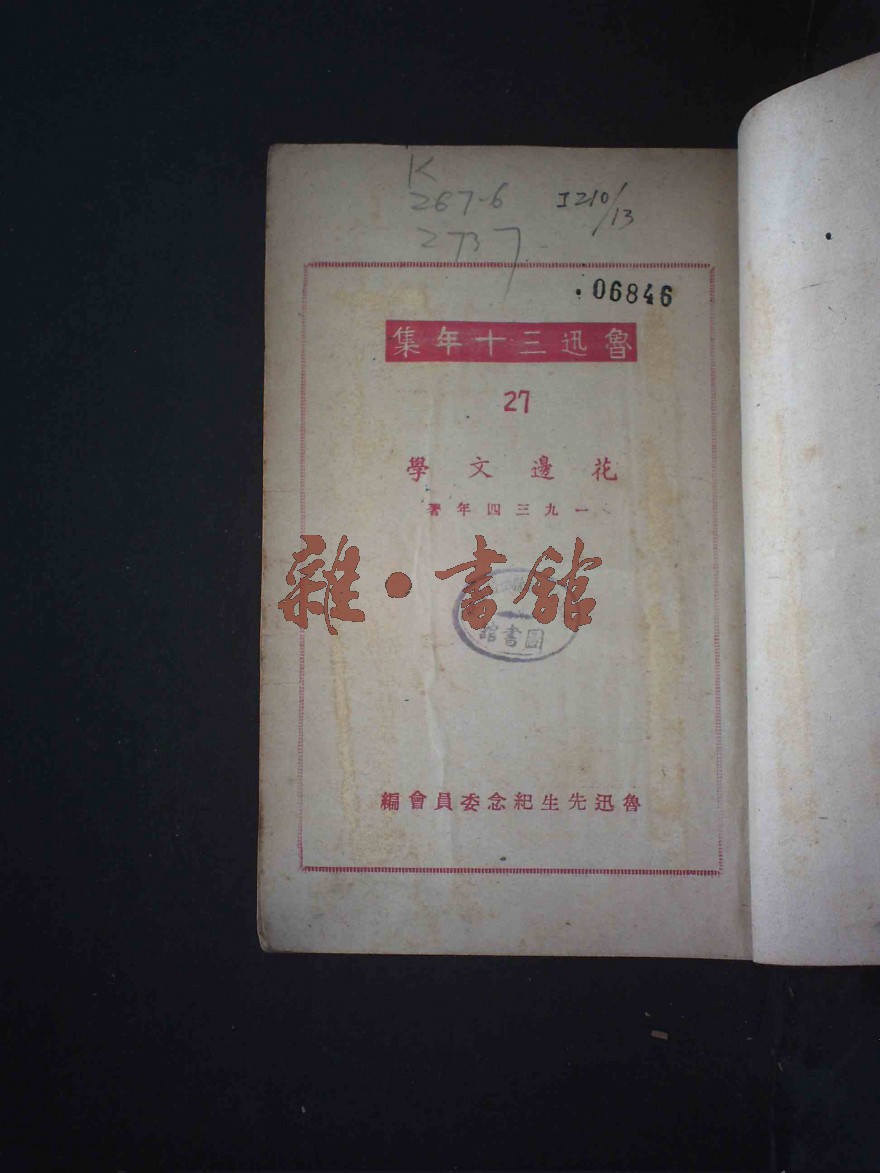 K
267.6
2737
I210/13
06846
魯迅三十年集
27
花邊文學
一九三四年著
雜·書館
圖書館
魯迅先生紀念委員會編